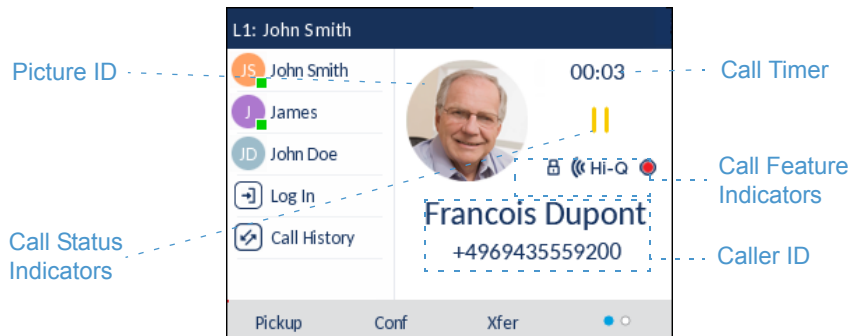 L1: John Smith
Picture ID
JS John Smith
00:03
Call Timer
J James
JD John Doe
Hi-Q
Call Feature
Indicators
Log In
Francois Dupont
Call Status
Indicators
Call History
+4969435559200
Caller ID
Pickup Conf Xfer